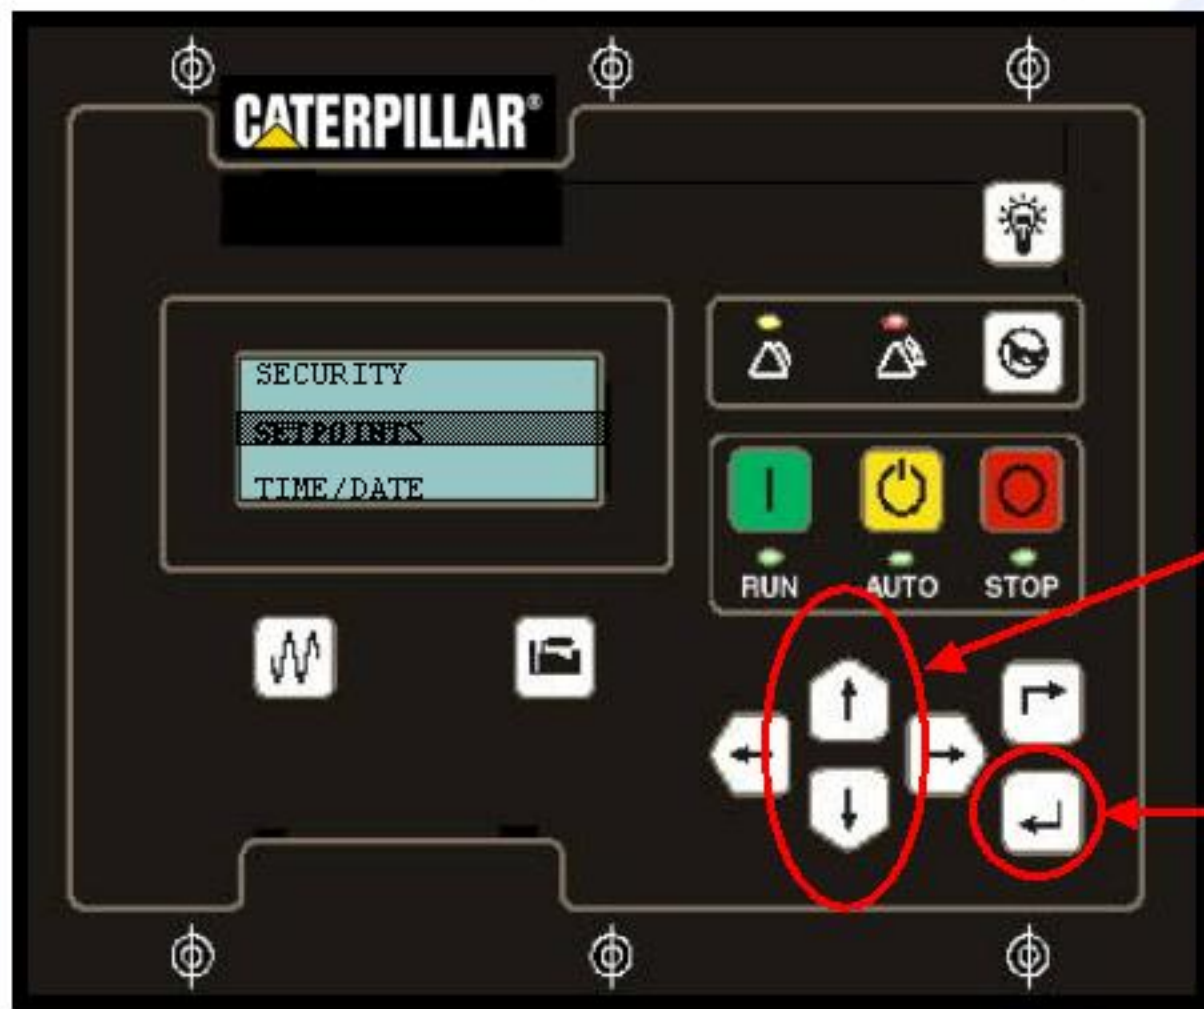 CATERPILLAR®
SECURITY
SETPOINTS
TIME/DATE
RUN AUTO STOP